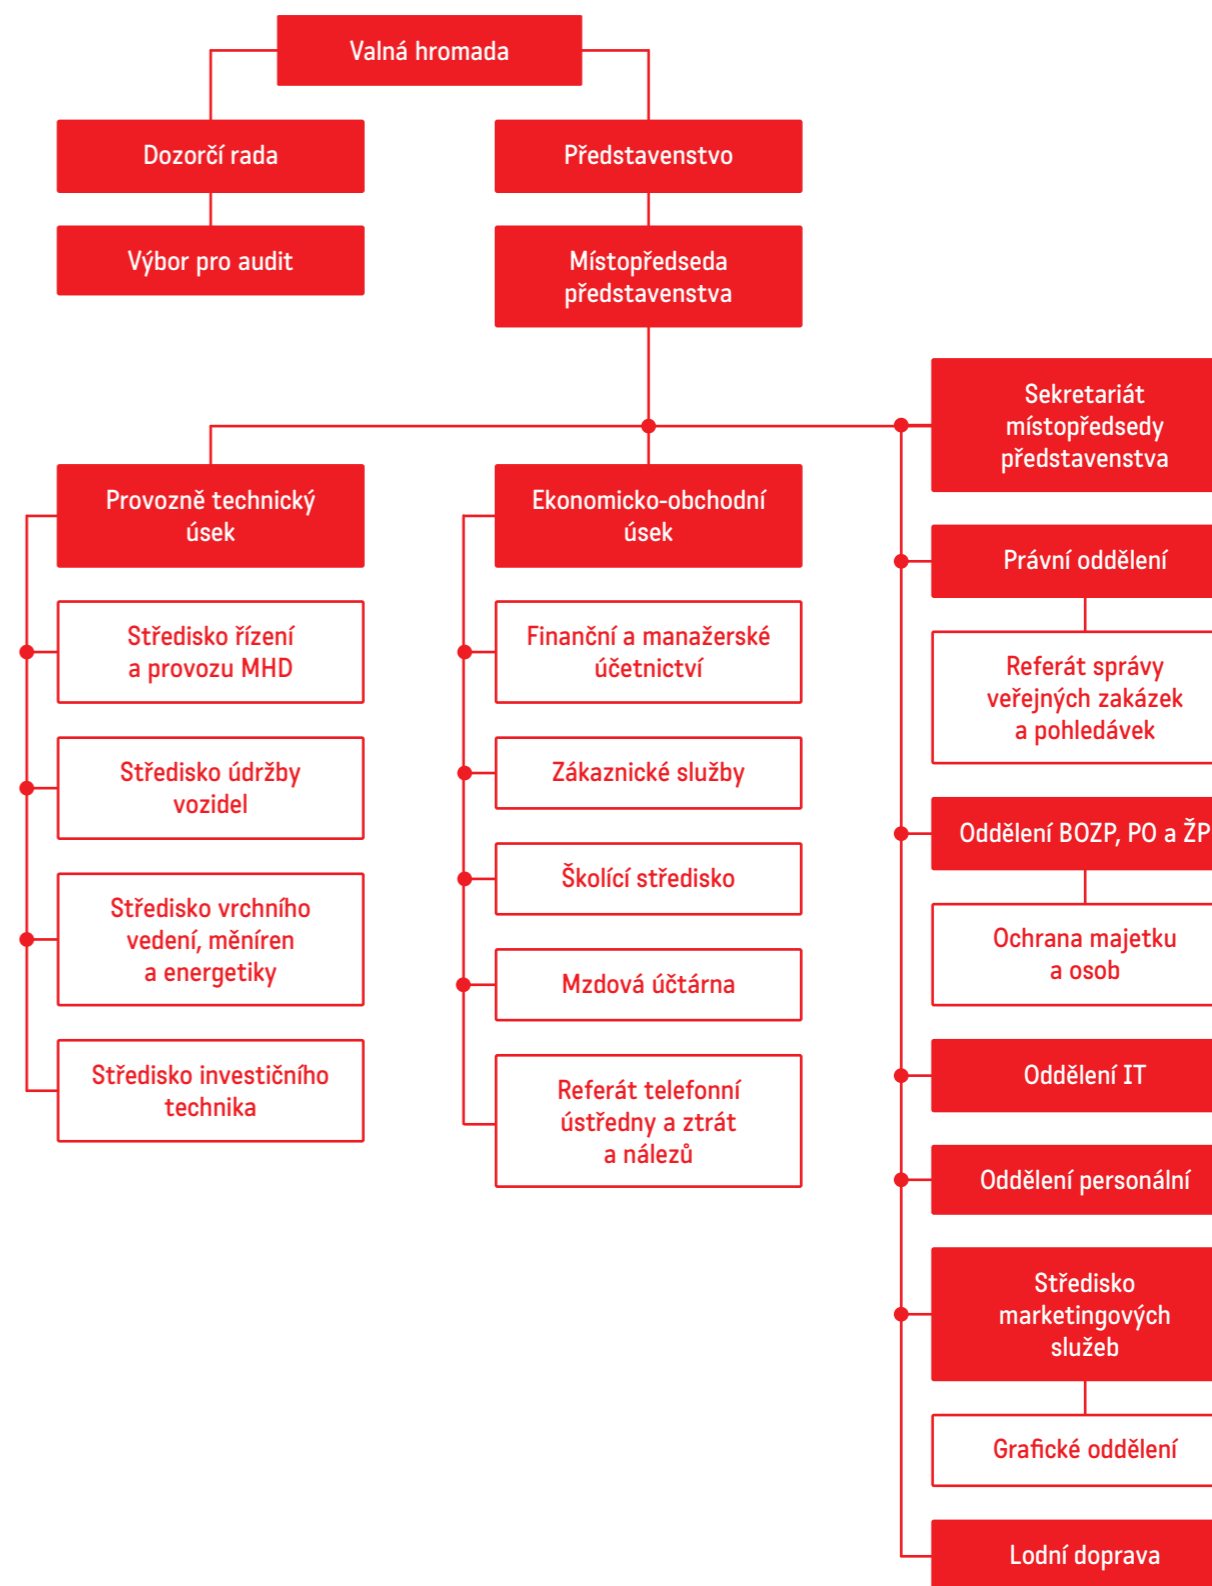 Valná hromada
Dozorčí rada
Představenstvo
Výbor pro audit
Místopředseda
představenstva
Sekretariát
místopředsedy
představenstva
Provozně technický
úsek
Středisko řízení
a provozu MHD
Středisko údržby
vozidel
Středisko vrchního
vedení, měníren
a energetiky
Středisko investičního
technika
Ekonomicko-obchodní
úsek
Finanční a manažerské
účetnictví
Zákaznické služby
Školící středisko
Mzdová účtárna
Referát telefonní
ústředny a ztrát
a nálezů
Právní oddělení
Referát správy
veřejných zakázek
a pohledávek
Oddělení BOZP, PO a ŽP
Ochrana majetku
a osob
Oddělení IT
Oddělení personální
Středisko
marketingových
služeb
Grafické oddělení
Lodní doprava